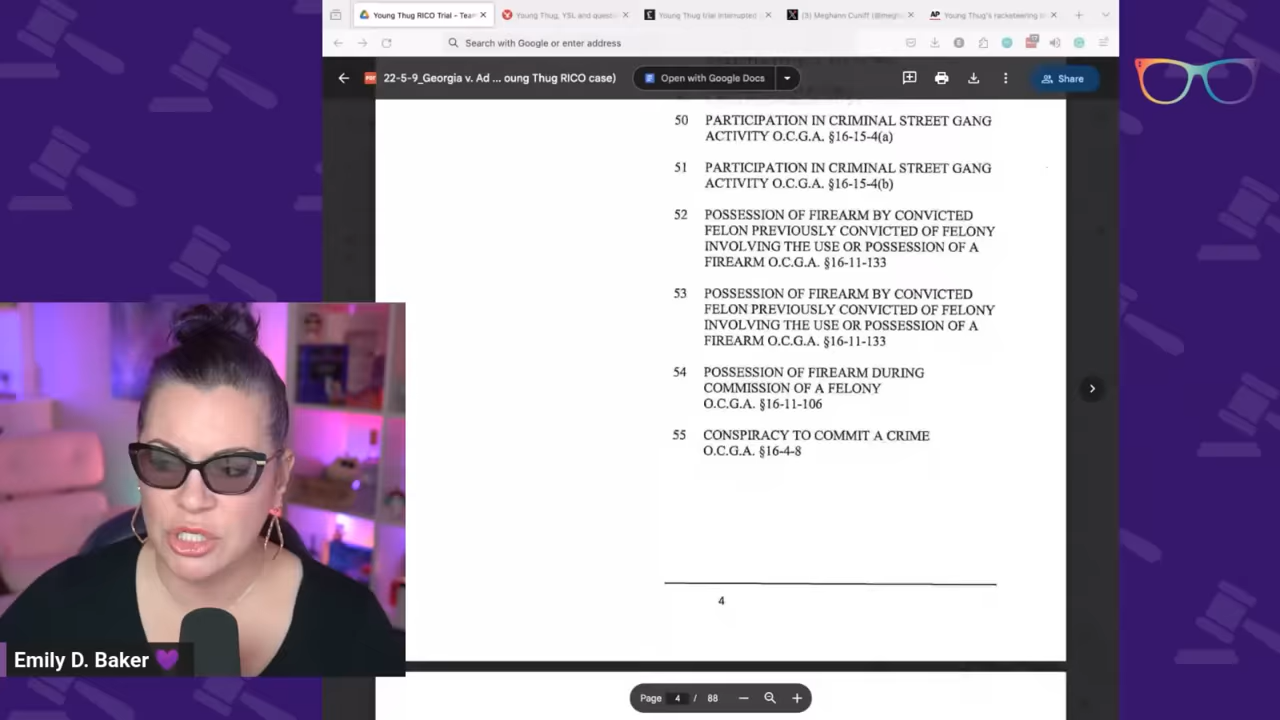 Young Thug RICO Trial - Tea
Young Thug, YSL and quest
Young Thug trial interrupted
(3) Meghann Cuniff (@megh
AP
Young Thug's racketeering
Search with Google or enter address
PDF
22-5-9_Georgia v. Ad ... oung Thug RICO case)
Open with Google Docs
Share
50 PARTICIPATION IN CRIMINAL STREET GANG
ACTIVITY O.C.G.A. §16-15-4(a)
51 PARTICIPATION IN CRIMINAL STREET GANG
ACTIVITY O.C.G.A. §16-15-4(b)
52 POSSESSION OF FIREARM BY CONVICTED
FELON PREVIOUSLY CONVICTED OF FELONY
INVOLVING THE USE OR POSSESSION OF A
FIREARM O.C.G.A. §16-11-133
53 POSSESSION OF FIREARM BY CONVICTED
FELON PREVIOUSLY CONVICTED OF FELONY
INVOLVING THE USE OR POSSESSION OF A
FIREARM O.C.G.A. §16-11-133
54 POSSESSION OF FIREARM DURING
COMMISSION OF A FELONY
O.C.G.A. §16-11-106
55 CONSPIRACY TO COMMIT A CRIME
O.C.G.A. §16-4-8
4
Emily D. Baker
Page 4 / 88